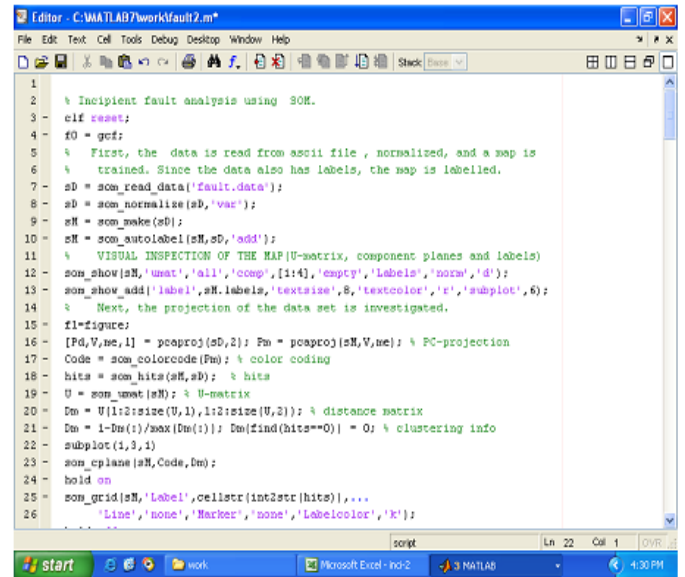 Editor - C:\MATLAB7\work\fault2.m*
File Edit Text Cell Tools Debug Desktop Window Help
Stack: Base
1
2 % Incipient fault analysis using SOM.
3 - clf reset;
4 - f0 = gcf;
5 % First, the data is read from ascii file , normalized, and a map is
6 % trained. Since the data also has labels, the map is labelled.
7 - sD = som_read_data('fault.data');
8 - sD = som_normalize(sD,'var');
9 - sM = som_make(sD);
10 - sM = som_autolabel(sM,sD,'add');
11 % VISUAL INSPECTION OF THE MAP(U-matrix, component planes and labels)
12 - som_show(sM,'umat','all','comp',[1:4],'empty','Labels','norm','d');
13 - som_show_add('label',sM.labels,'textsize',8,'textcolor','r','subplot',6);
14 % Next, the projection of the data set is investigated.
15 - f1=figure;
16 - [Pd,V,me,l] = pcaproj(sD,2); Pm = pcaproj(sM,V,me); % PC-projection
17 - Code = som_colorcode(Pm); % color coding
18 - hits = som_hits(sM,sD); % hits
19 - U = som_umat(sM); % U-matrix
20 - Dm = U(1:2:size(U,1),1:2:size(U,2)); % distance matrix
21 - Dm = 1-Dm(:)/max(Dm(:)); Dm(find(hits==0)) = 0; % clustering info
22 - subplot(1,3,1)
23 - som_cplane(sM,Code,Dm);
24 - hold on
25 - som_grid(sM,'Label',cellstr(int2str(hits)),...
26 'Line','none','Marker','none','Labelcolor','k');
script Ln 22 Col 1 OVR
start work Microsoft Excel - inci-2 3 MATLAB 4:30 PM